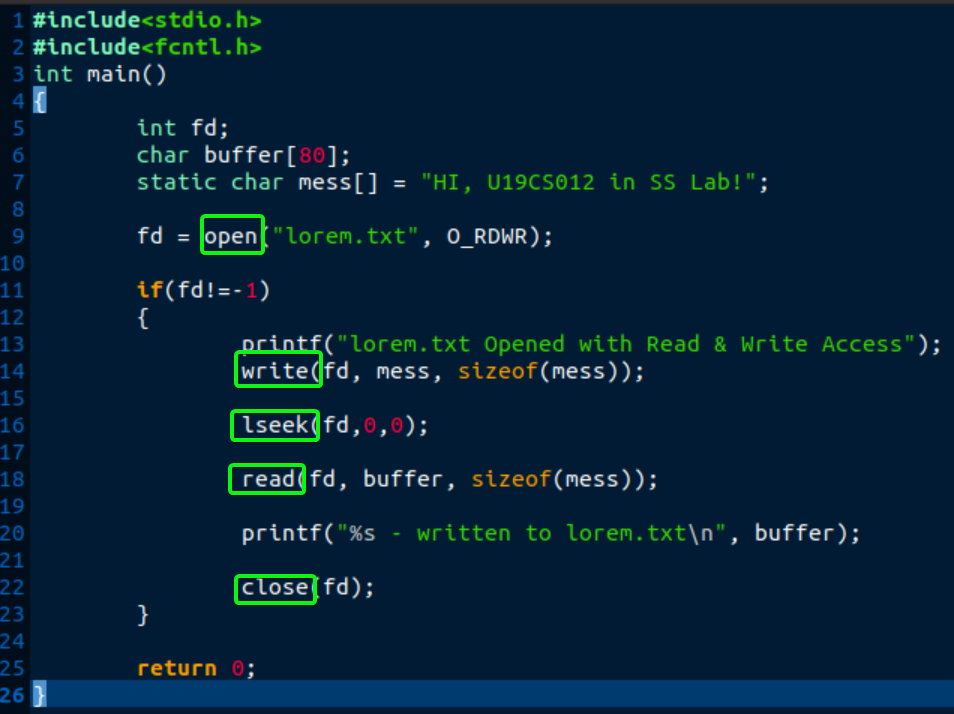 1 #include<stdio.h>
2 #include<fcntl.h>
3 int main()
4 {
5 int fd;
6 char buffer[80];
7 static char mess[] = "HI, U19CS012 in SS Lab!";
8
9 fd = open("lorem.txt", O_RDWR);
10
11 if(fd!=-1)
12 {
13 printf("lorem.txt Opened with Read & Write Access");
14 write(fd, mess, sizeof(mess));
15
16 lseek(fd,0,0);
17
18 read(fd, buffer, sizeof(mess));
19
20 printf("%s - written to lorem.txt\n", buffer);
21
22 close(fd);
23 }
24
25 return 0;
26 }